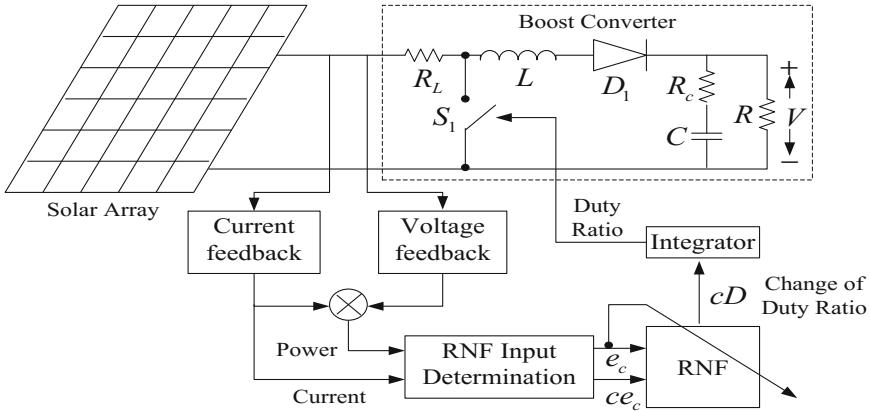 Boost Converter
R_L
L
D_1
R_c
R
V
+
−
S_1
C
Solar Array
Current
feedback
Voltage
feedback
Duty
Ratio
Integrator
cD
Change of
Duty Ratio
Power
RNF Input
Determination
e_c
RNF
Current
ce_c